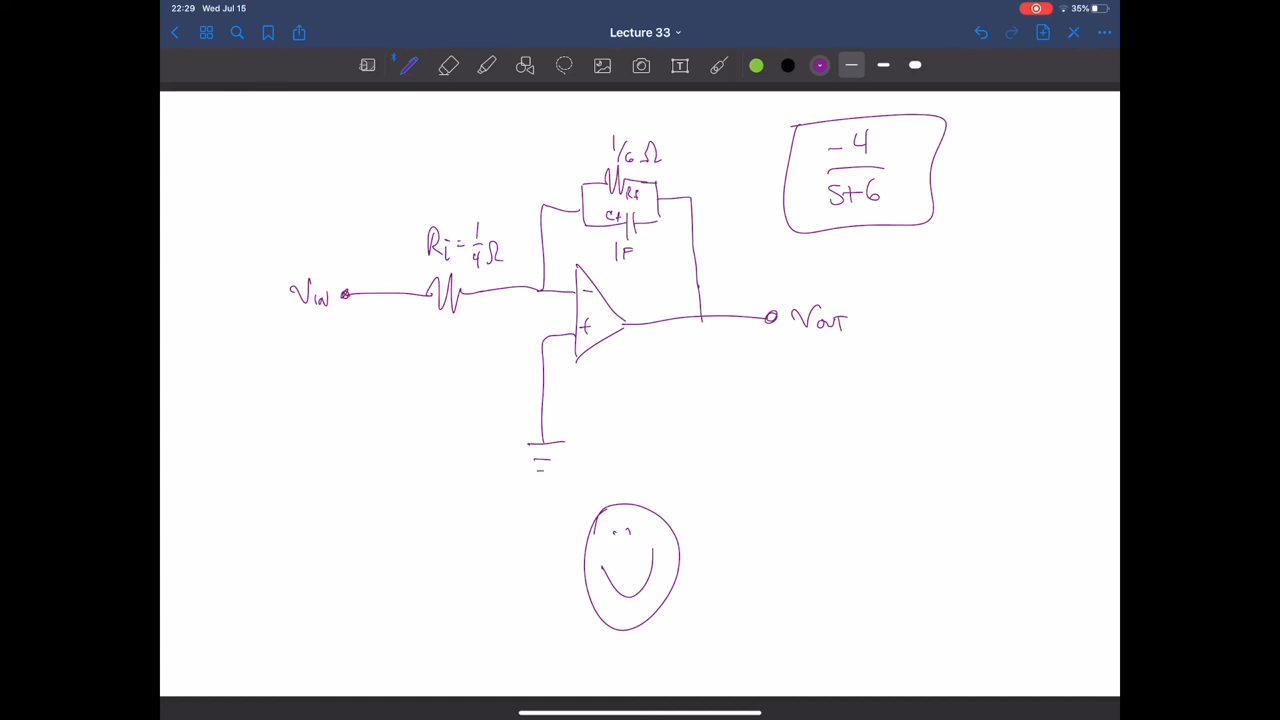 22:29 Wed Jul 15
35%
Lecture 33
T
1/6 Ω
Rf
Cf
1F
Ri = 1/4 Ω
-4
s+6
VIN
-
+
VOUT